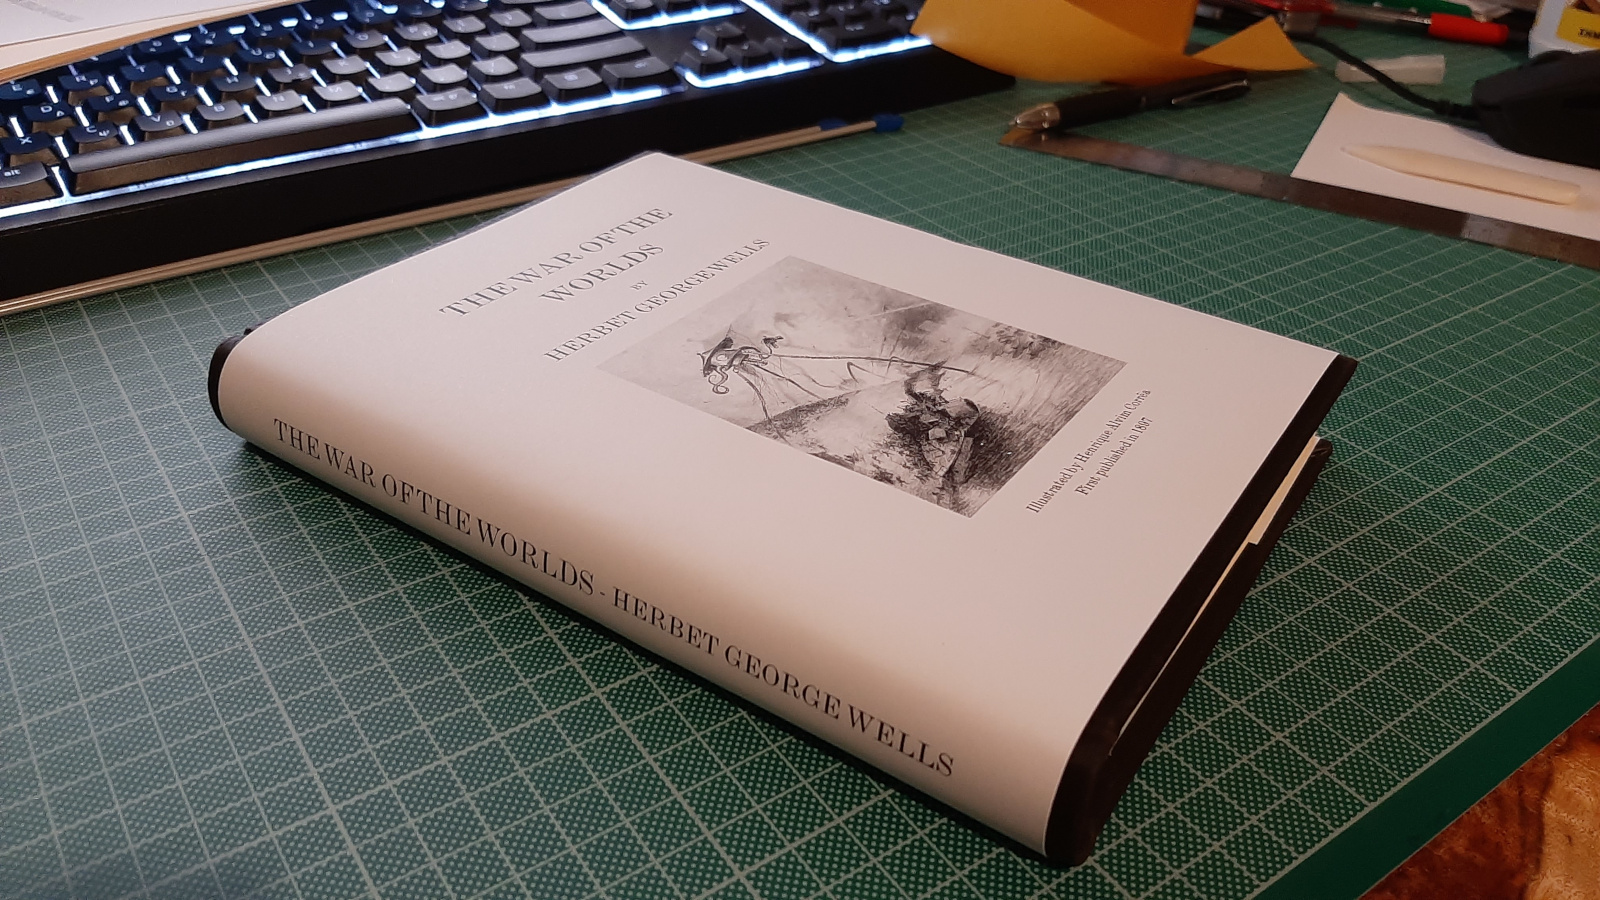 THE WAR OF THE
WORLDS
BY
HERBET GEORGE WELLS
Illustrated by Henrique Alvim Corrêa
First published in 1897
THE WAR OF THE WORLDS - HERBET GEORGE WELLS
alt